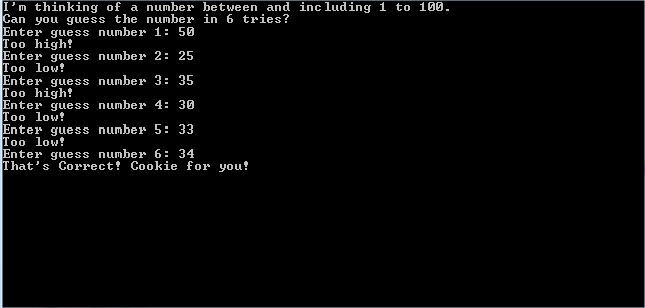 I'm thinking of a number between and including 1 to 100.
Can you guess the number in 6 tries?
Enter guess number 1: 50
Too high!
Enter guess number 2: 25
Too low!
Enter guess number 3: 35
Too high!
Enter guess number 4: 30
Too low!
Enter guess number 5: 33
Too low!
Enter guess number 6: 34
That's Correct! Cookie for you!